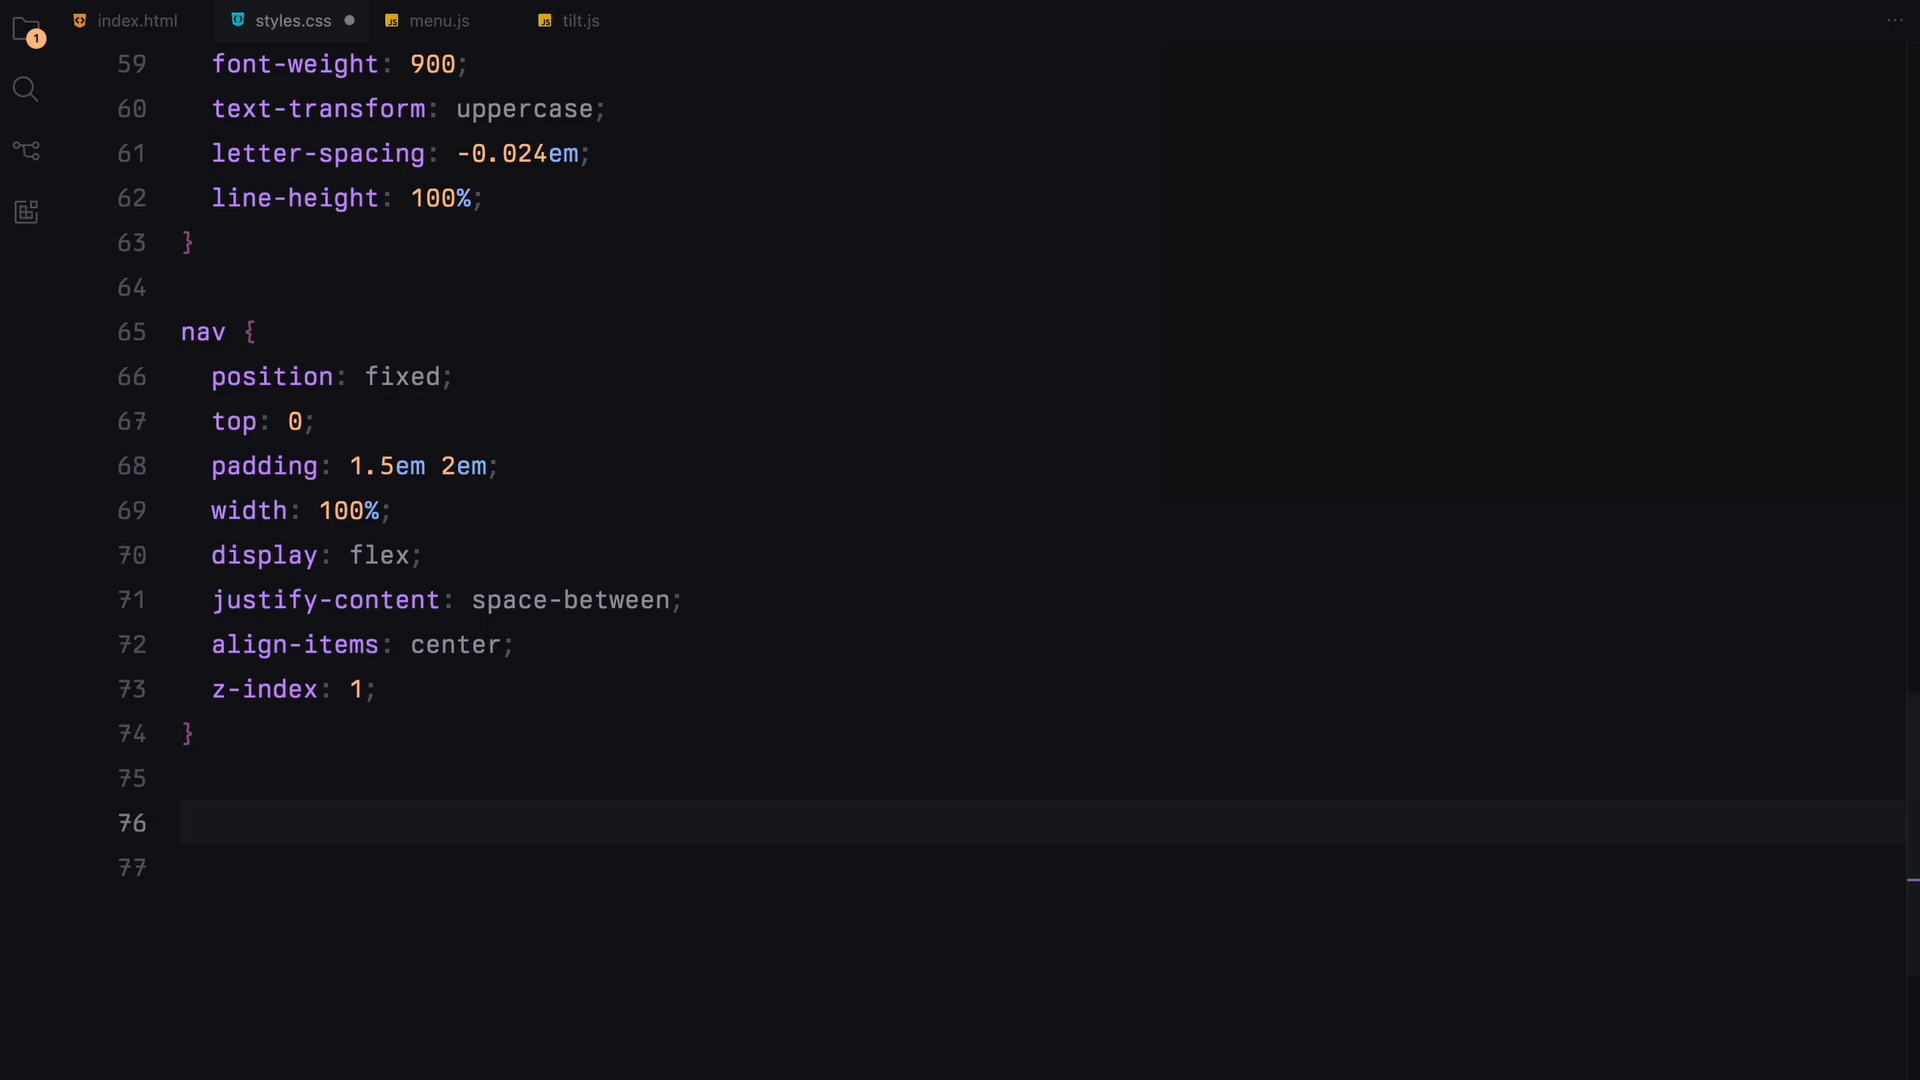 1
index.html
styles.css
menu.js
tilt.js
59 font-weight: 900;
60 text-transform: uppercase;
61 letter-spacing: -0.024em;
62 line-height: 100%;
63 }
64
65 nav {
66 position: fixed;
67 top: 0;
68 padding: 1.5em 2em;
69 width: 100%;
70 display: flex;
71 justify-content: space-between;
72 align-items: center;
73 z-index: 1;
74 }
75
76
77